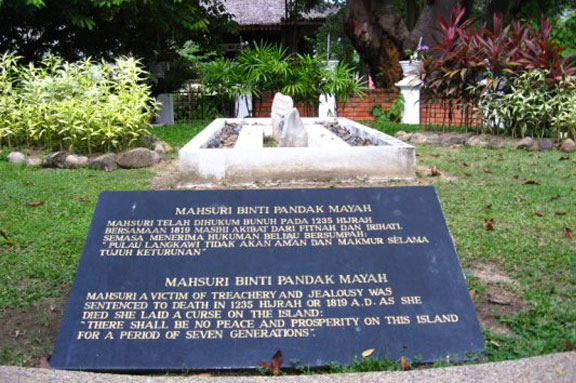 MAHSURI BINTI PANDAK MAYAH
MAHSURI TELAH DIHUKUM BUNUH PADA 1235 HIJRAH
BERSAMAAN 1819 MASIHI AKIBAT DARI FITNAH DAN IRIHATI.
SEMASA MENERIMA HUKUMAN BELIAU BERSUMPAH.
"PULAU LANGKAWI TIDAK AKAN AMAN DAN MAKMUR SELAMA
TUJUH KETURUNAN"
MAHSURI BINTI PANDAK MAYAH
MAHSURI A VICTIM OF TREACHERY AND JEALOUSY WAS
SENTENCED TO DEATH IN 1235 HIJRAH OR 1819 A.D. AS SHE
DIED SHE LAID A CURSE ON THE ISLAND:
"THERE SHALL BE NO PEACE AND PROSPERITY ON THIS ISLAND
FOR A PERIOD OF SEVEN GENERATIONS".